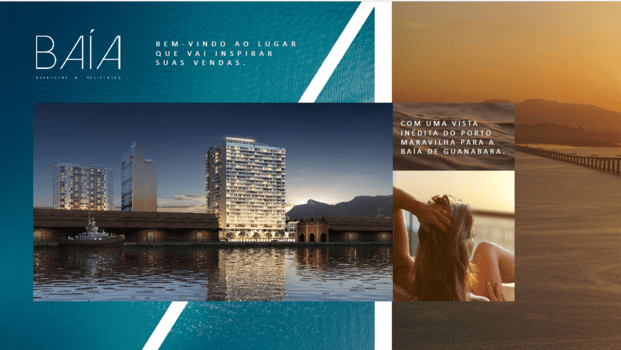 BAÍA
BEM-VINDO AO LUGAR
QUE VAI INSPIRAR
SUAS VENDAS.
COM UMA VISTA
INÉDITA DO PORTO
MARAVILHA PARA A
BAÍA DE GUANABARA.